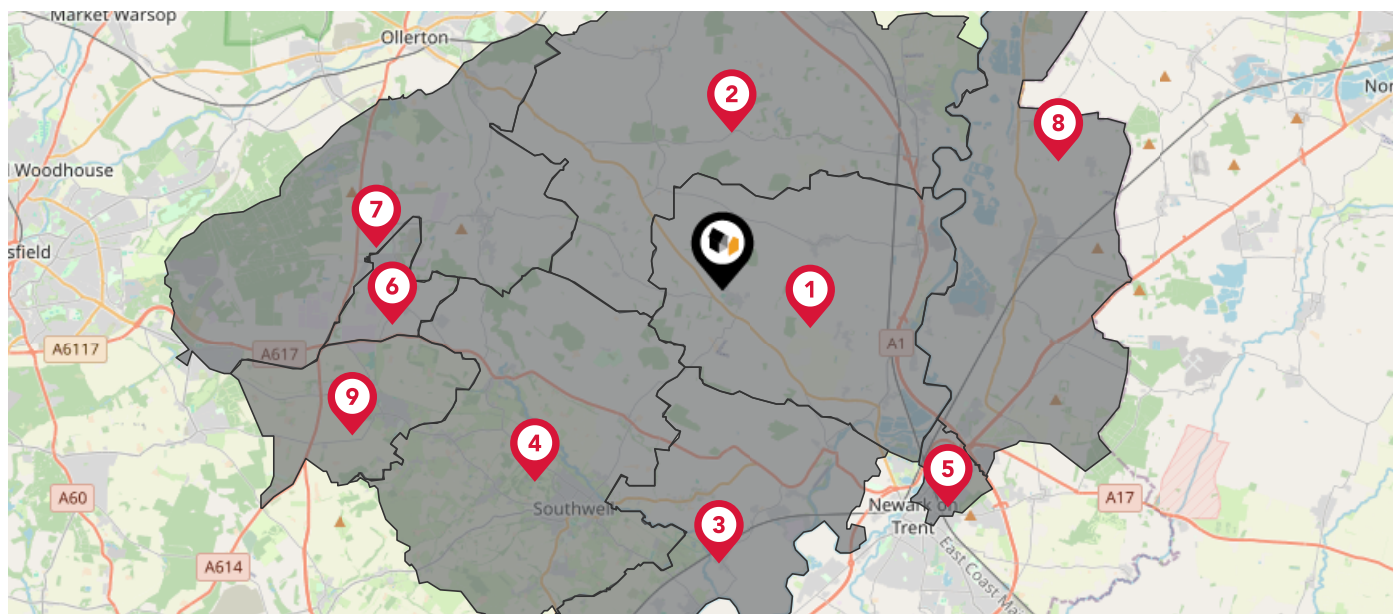 Market Warsop
Ollerton
Nor
2
8
l Woodhouse
7
sfield
6
1
A6117
A617
A1
9
4
5
A60
A17
Southwell
Newark on
Trent
3
A614
East Coast Ma